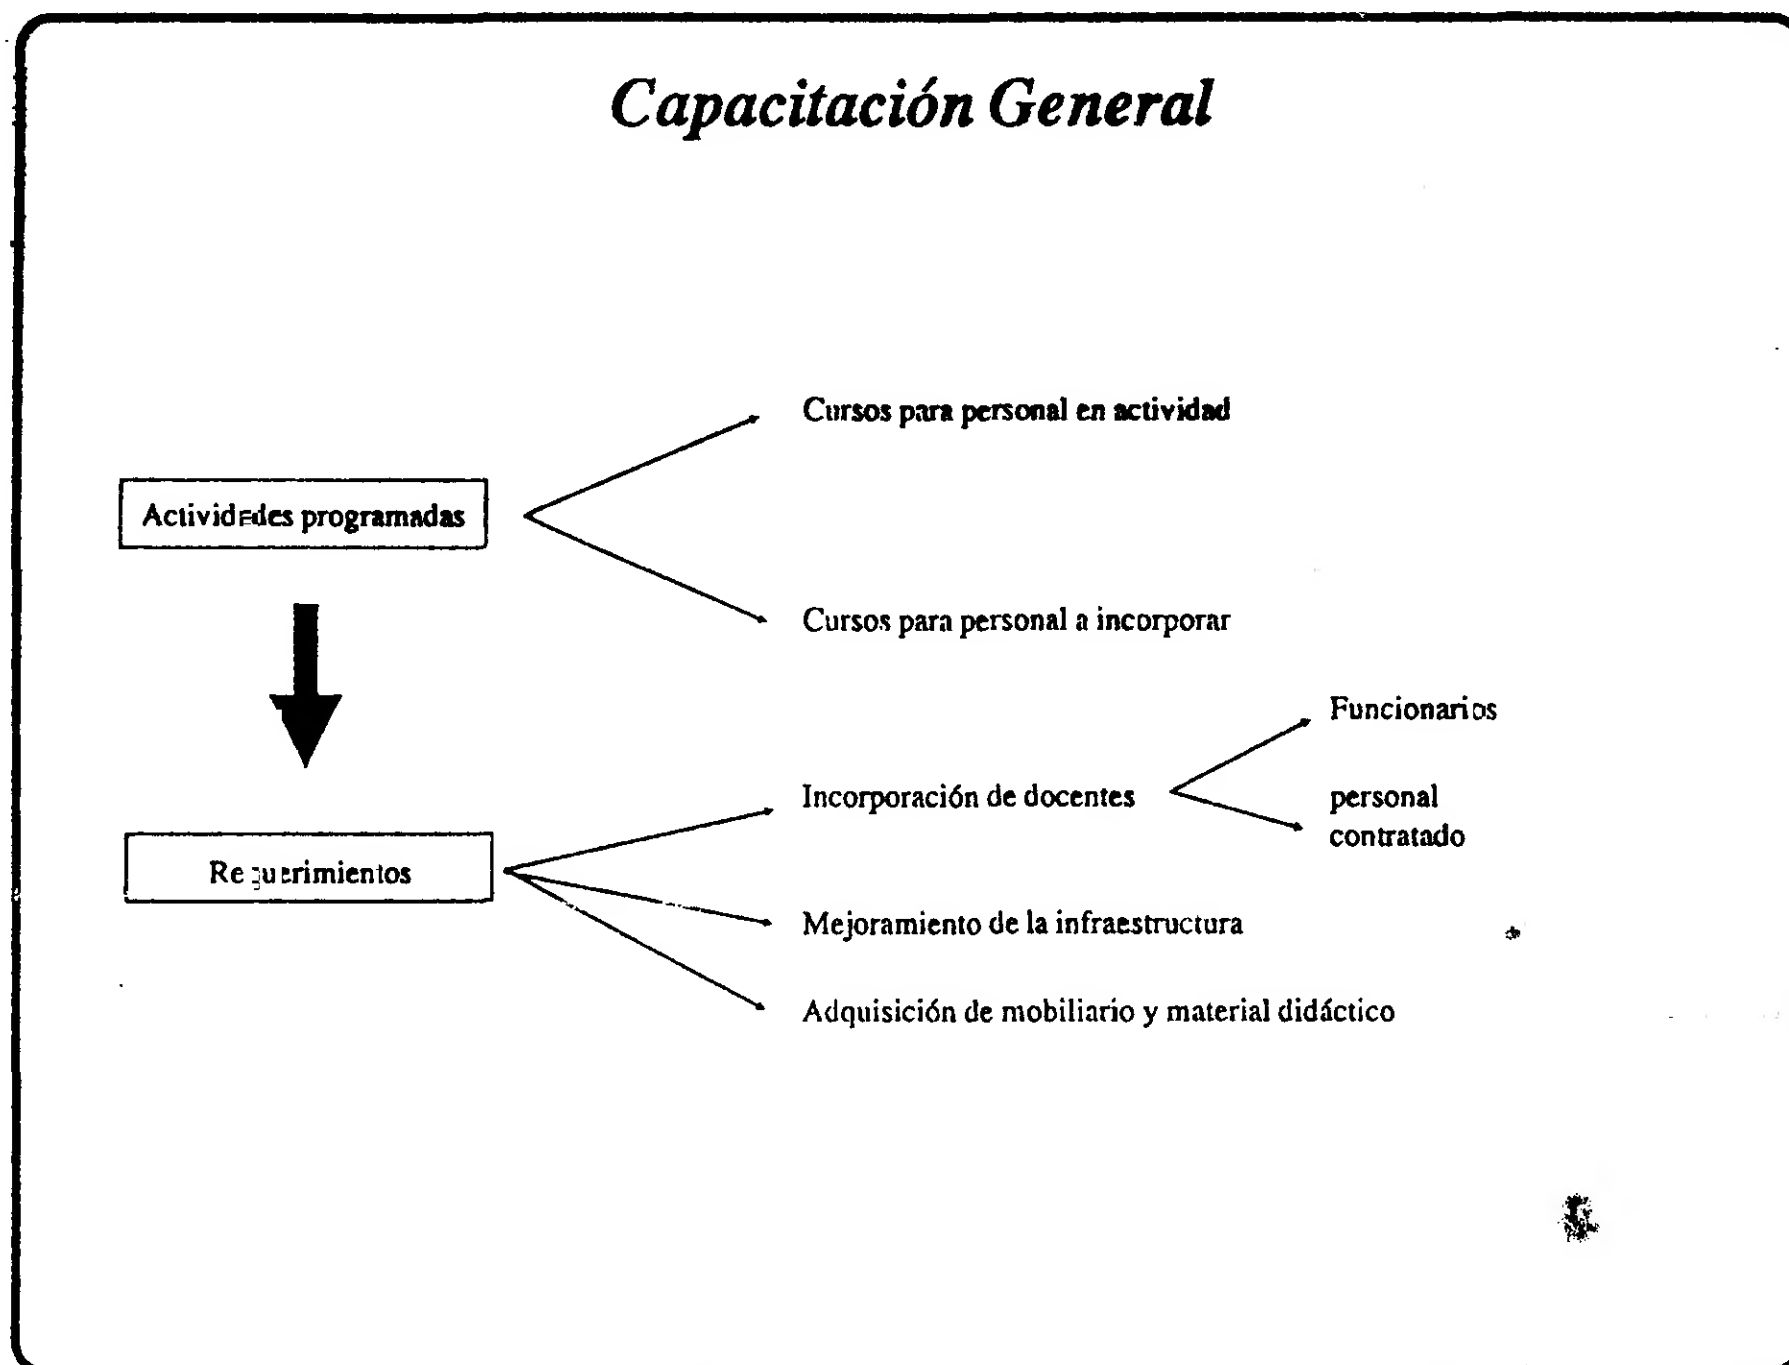 Capacitación General
Cursos para personal en actividad
Actividades programadas
Cursos para personal a incorporar
Funcionarios
Incorporación de docentes
personal
contratado
Requerimientos
Mejoramiento de la infraestructura
Adquisición de mobiliario y material didáctico